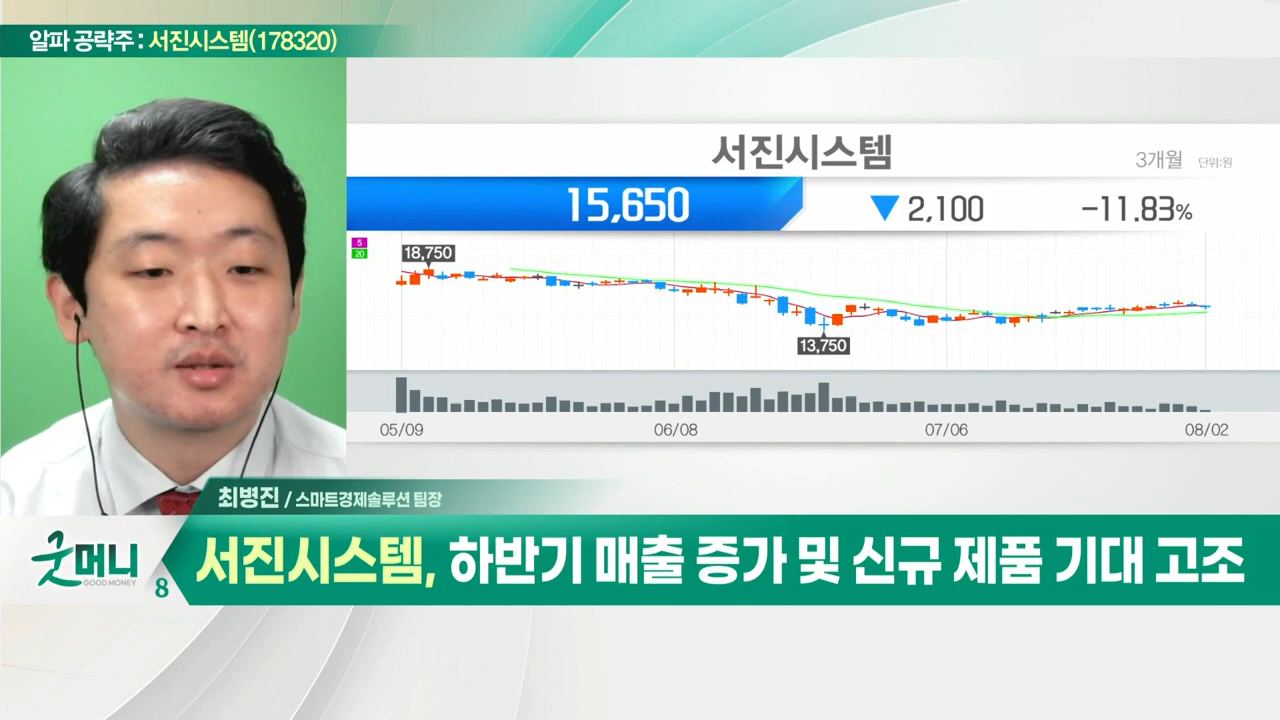 알파 공략주 : 서진시스템(178320)
서진시스템
3개월 단위:원
15,650 ▼ 2,100 -11.83%
5
20
18,750
13,750
05/09 06/08 07/06 08/02
최병진 / 스마트경제솔루션 팀장
굿머니
GOOD MONEY
8
서진시스템, 하반기 매출 증가 및 신규 제품 기대 고조